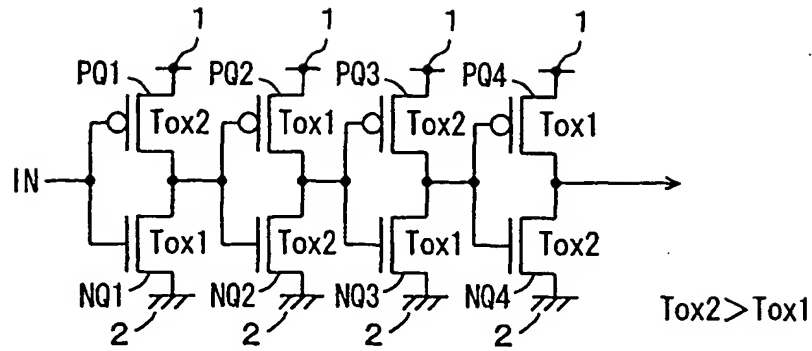 1 1 1 1
PQ1 PQ2 PQ3 PQ4
Tox2 Tox1 Tox2 Tox1
IN
Tox1 Tox2 Tox1 Tox2
NQ1 NQ2 NQ3 NQ4
Tox2>Tox1
2 2 2 2